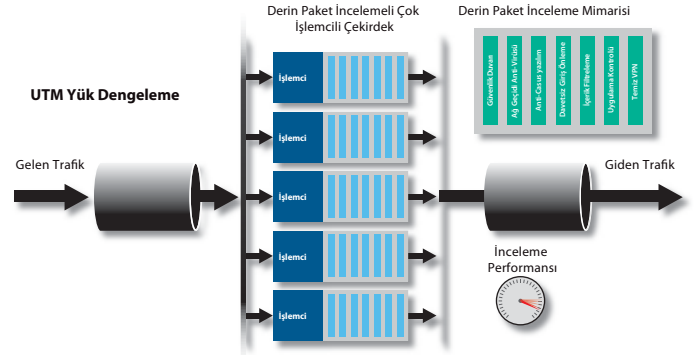 Derin Paket İncelemeli Çok
İşlemcili Çekirdek
Derin Paket İnceleme Mimarisi
Güvenlik Duvarı
Ağ Geçidi Anti-Virüsü
Anti-Casus yazılım
Davetsiz Giriş Önleme
İçerik Filtreleme
Uygulama Kontrolü
Temiz VPN
UTM Yük Dengeleme
Gelen Trafik
İşlemci
İşlemci
İşlemci
İşlemci
İşlemci
Giden Trafik
İnceleme
Performansı